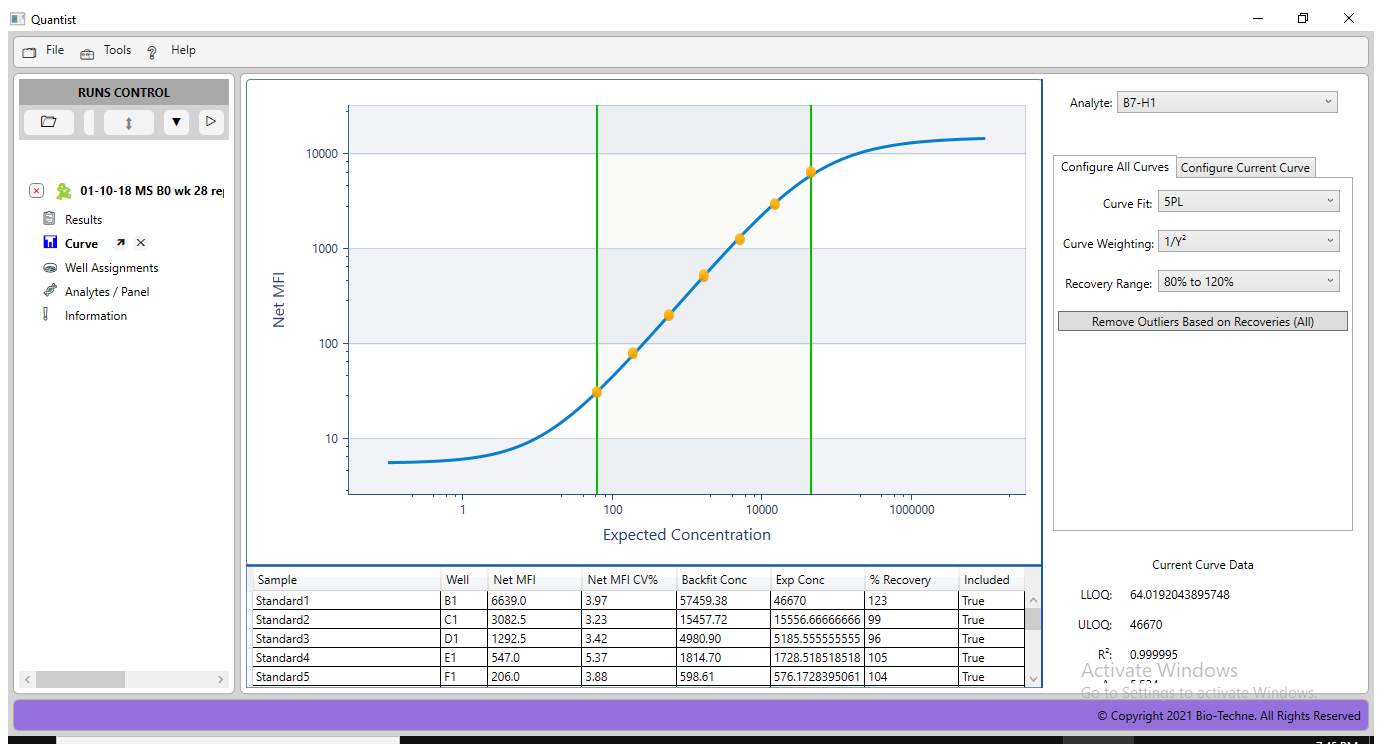 Quantist
File Tools Help
RUNS CONTROL
01-10-18 MS B0 wk 28 re
Results
Curve
Well Assignments
Analytes / Panel
Information
10000
1000
100
10
Net MFI
1 100 10000 1000000
Expected Concentration
Sample Well Net MFI Net MFI CV% Backfit Conc Exp Conc % Recovery Included
Standard1 B1 6639.0 3.97 57459.38 46670 123 True
Standard2 C1 3082.5 3.23 15457.72 15556.66666666 99 True
Standard3 D1 1292.5 3.42 4980.90 5185.555555555 96 True
Standard4 E1 547.0 5.37 1814.70 1728.518518518 105 True
Standard5 F1 206.0 3.88 598.61 576.1728395061 104 True
Analyte: B7-H1
Configure All Curves Configure Current Curve
Curve Fit: 5PL
Curve Weighting: 1/Y²
Recovery Range: 80% to 120%
Remove Outliers Based on Recoveries (All)
Current Curve Data
LLOQ: 64.0192043895748
ULOQ: 46670
R²: 0.999995
Activate Windows
Go to Settings to activate Windows.
© Copyright 2021 Bio-Techne. All Rights Reserved